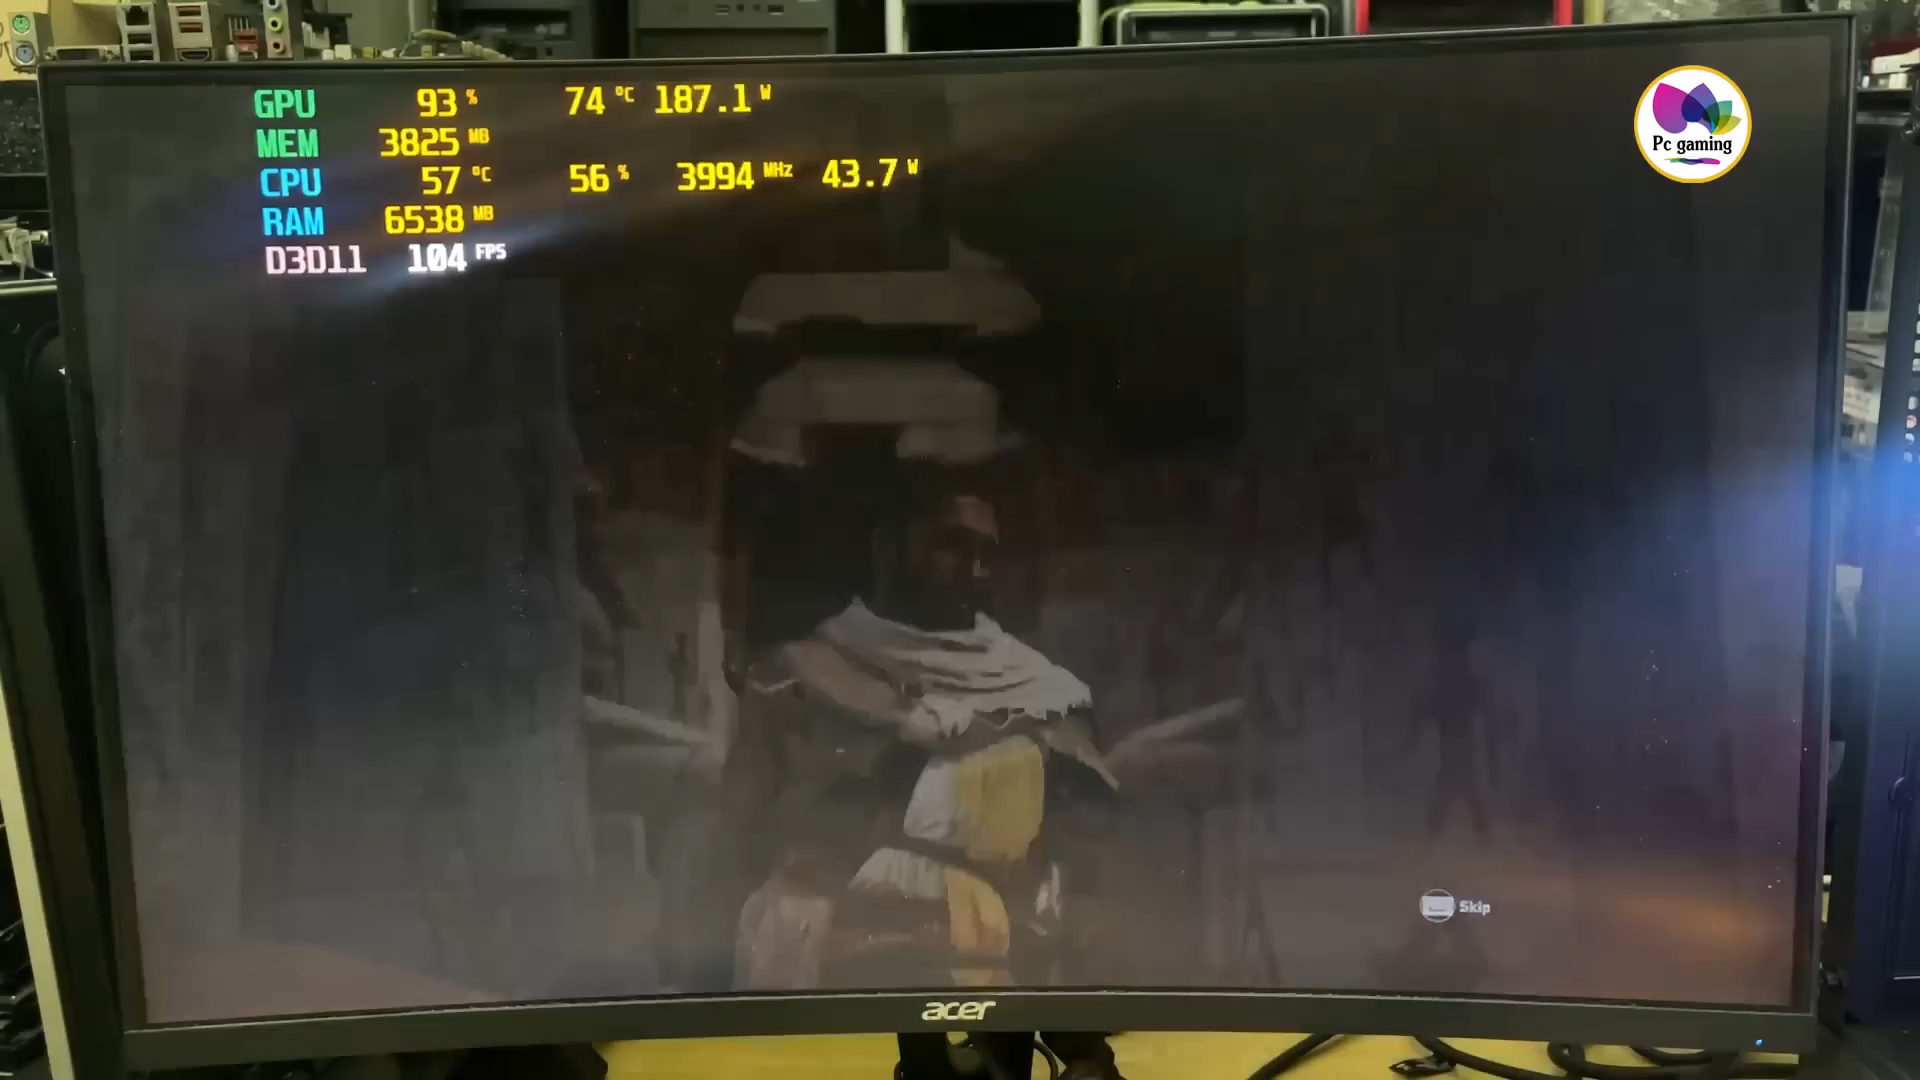 GPU 93 % 74 °C 187.1 W
MEM 3825 MB
CPU 57 °C 56 % 3994 MHz 43.7 W
RAM 6538 MB
D3D11 104 FPS
Pc gaming
Skip
acer